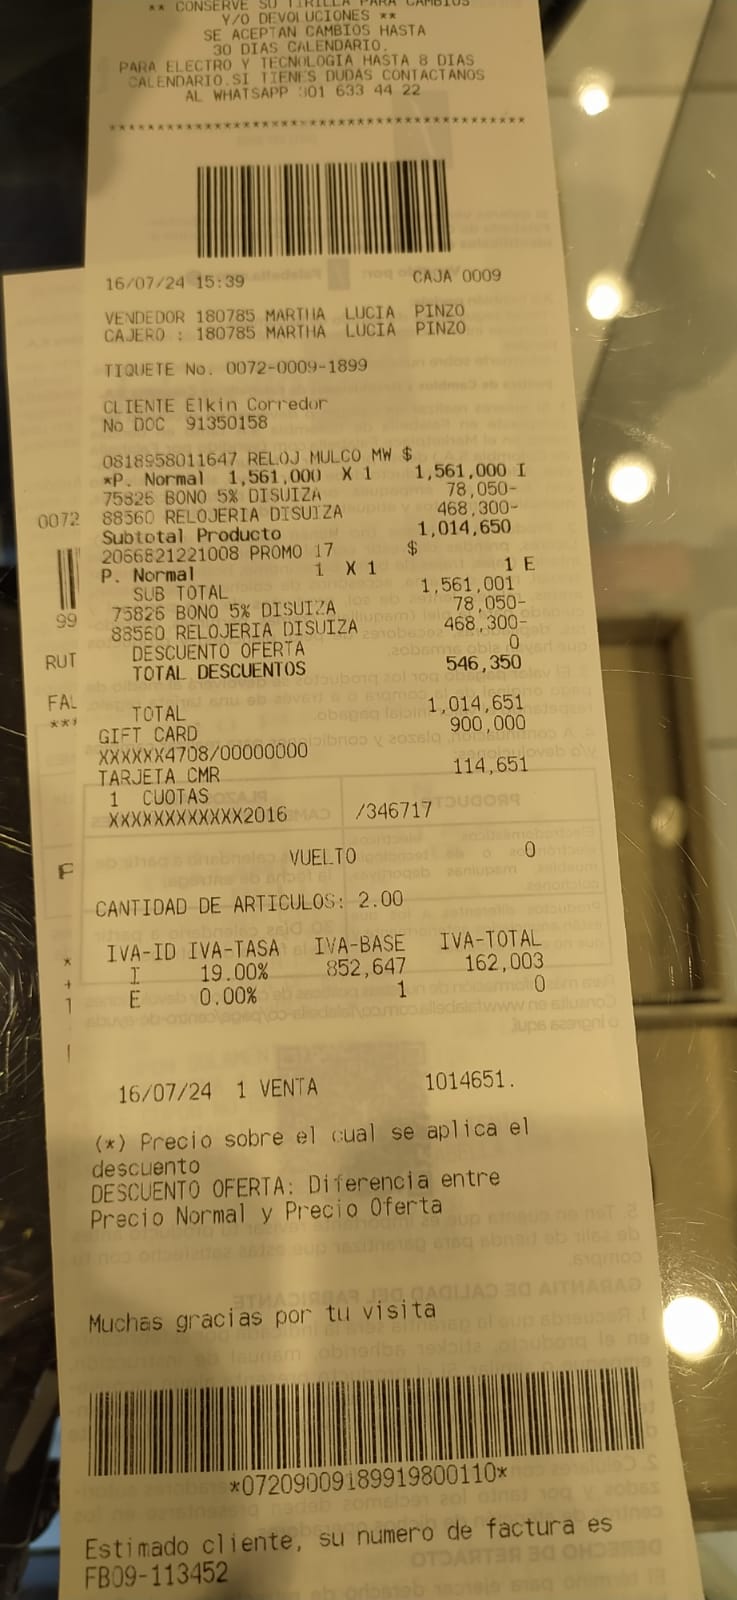 ** CONSERVE SU TIRILLA PARA CAMBIOS
Y/O DEVOLUCIONES **
SE ACEPTAN CAMBIOS HASTA
30 DIAS CALENDARIO.
PARA ELECTRO Y TECNOLOGIA HASTA 8 DIAS
CALENDARIO.SI TIENES DUDAS CONTACTANOS
AL WHATSAPP 301 633 44 22
****************************************
16/07/24 15:39 CAJA 0009
VENDEDOR 180785 MARTHA LUCIA PINZO
CAJERO : 180785 MARTHA LUCIA PINZO
TIQUETE No. 0072-0009-1899
CLIENTE Elkin Corredor
No DOC 91350158
0818958011647 RELOJ MULCO MW $
*P. Normal 1,561,000 X 1 1,561,000 I
75826 BONO 5% DISUIZA 78,050-
88560 RELOJERIA DISUIZA 468,300-
Subtotal Producto 1,014,650
2066821221008 PROMO 17 $
P. Normal 1 X 1 1 E
SUB TOTAL 1,561,001
75826 BONO 5% DISUIZA 78,050-
88560 RELOJERIA DISUIZA 468,300-
DESCUENTO OFERTA 0
TOTAL DESCUENTOS 546,350
TOTAL 1,014,651
GIFT CARD 900,000
XXXXXX4708/00000000
TARJETA CMR 114,651
1 CUOTAS
XXXXXXXXXXXX2016 /346717
VUELTO 0
CANTIDAD DE ARTICULOS: 2.00
IVA-ID IVA-TASA IVA-BASE IVA-TOTAL
I 19.00% 852,647 162,003
E 0.00% 1 0
16/07/24 1 VENTA 1014651.
(*) Precio sobre el cual se aplica el
descuento
DESCUENTO OFERTA: Diferencia entre
Precio Normal y Precio Oferta
Muchas gracias por tu visita
*07209009189919800110*
Estimado cliente, su numero de factura es
FB09-113452
0072
99
RUT
FAL
***